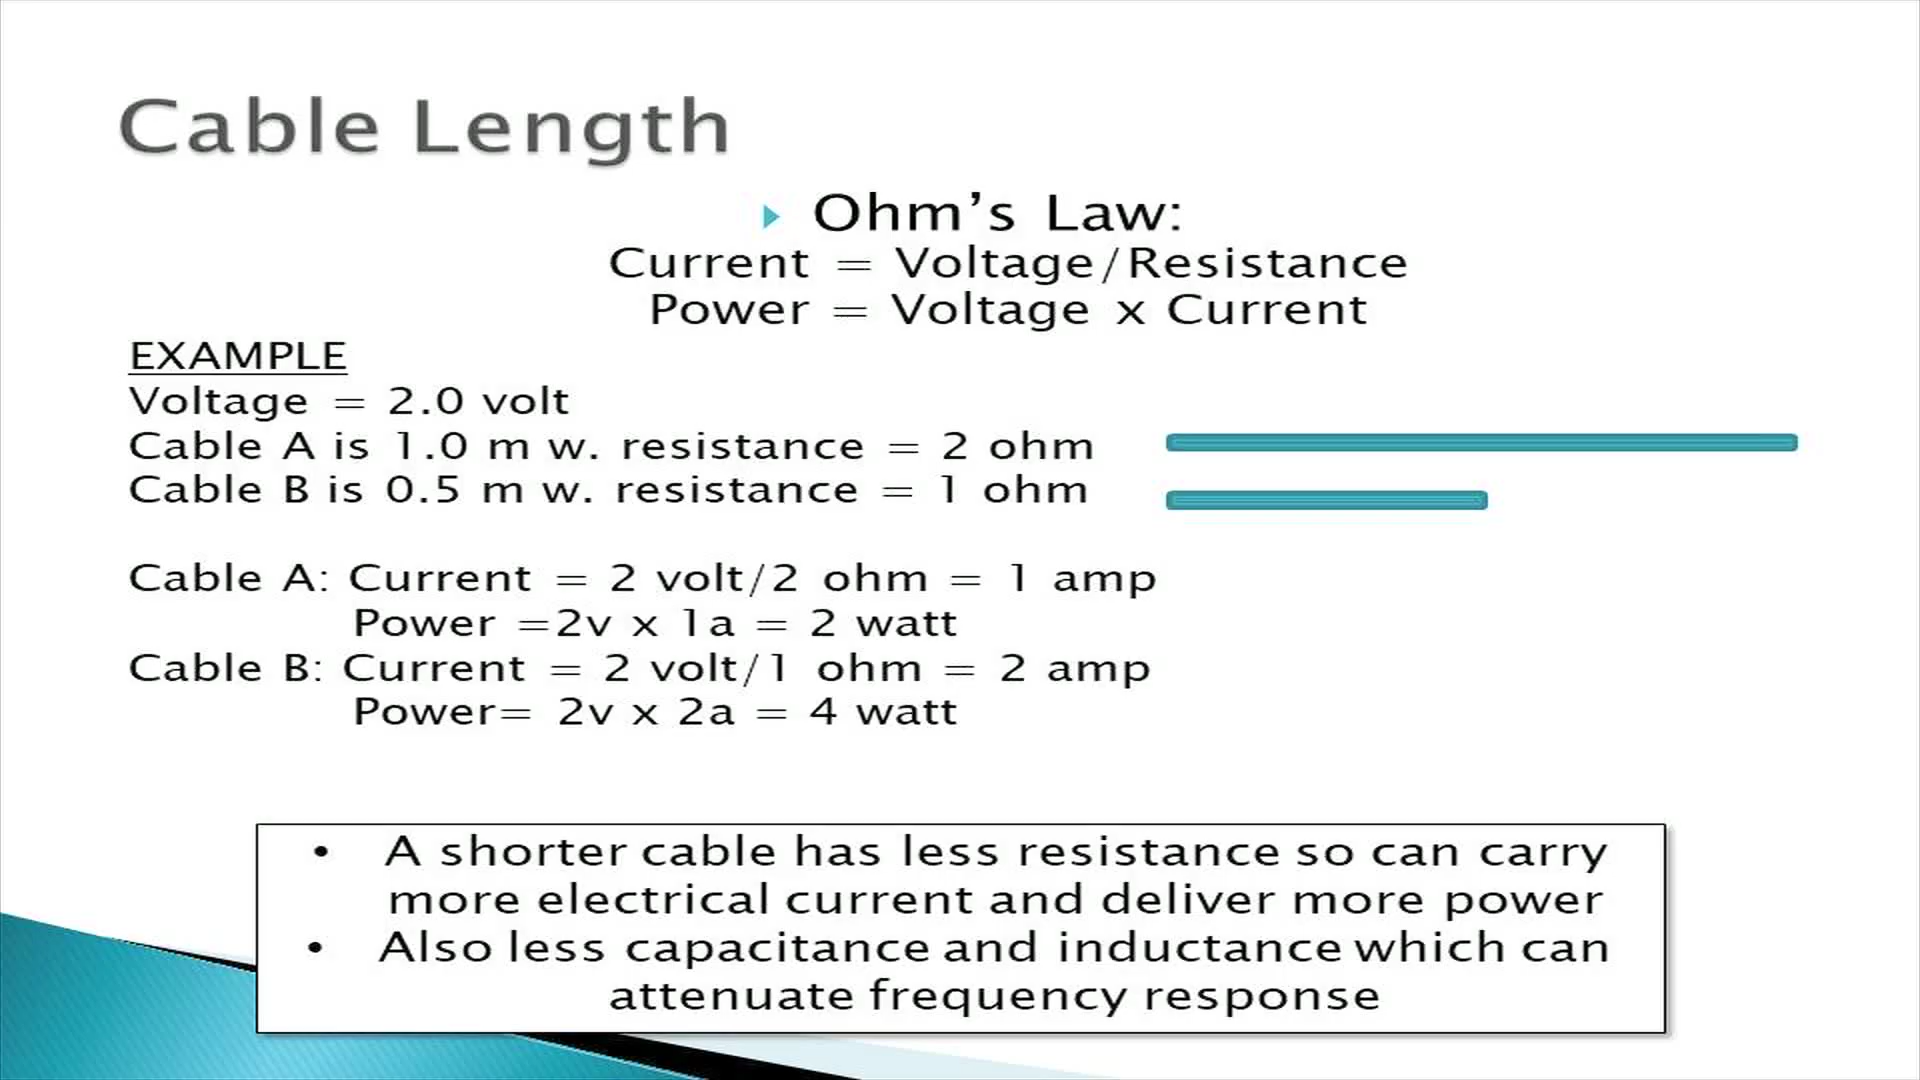 Cable Length
Ohm's Law:
Current = Voltage/Resistance
Power = Voltage x Current
EXAMPLE
Voltage = 2.0 volt
Cable A is 1.0 m w. resistance = 2 ohm
Cable B is 0.5 m w. resistance = 1 ohm
Cable A: Current = 2 volt/2 ohm = 1 amp
Power =2v x 1a = 2 watt
Cable B: Current = 2 volt/1 ohm = 2 amp
Power= 2v x 2a = 4 watt
• A shorter cable has less resistance so can carry
more electrical current and deliver more power
• Also less capacitance and inductance which can
attenuate frequency response